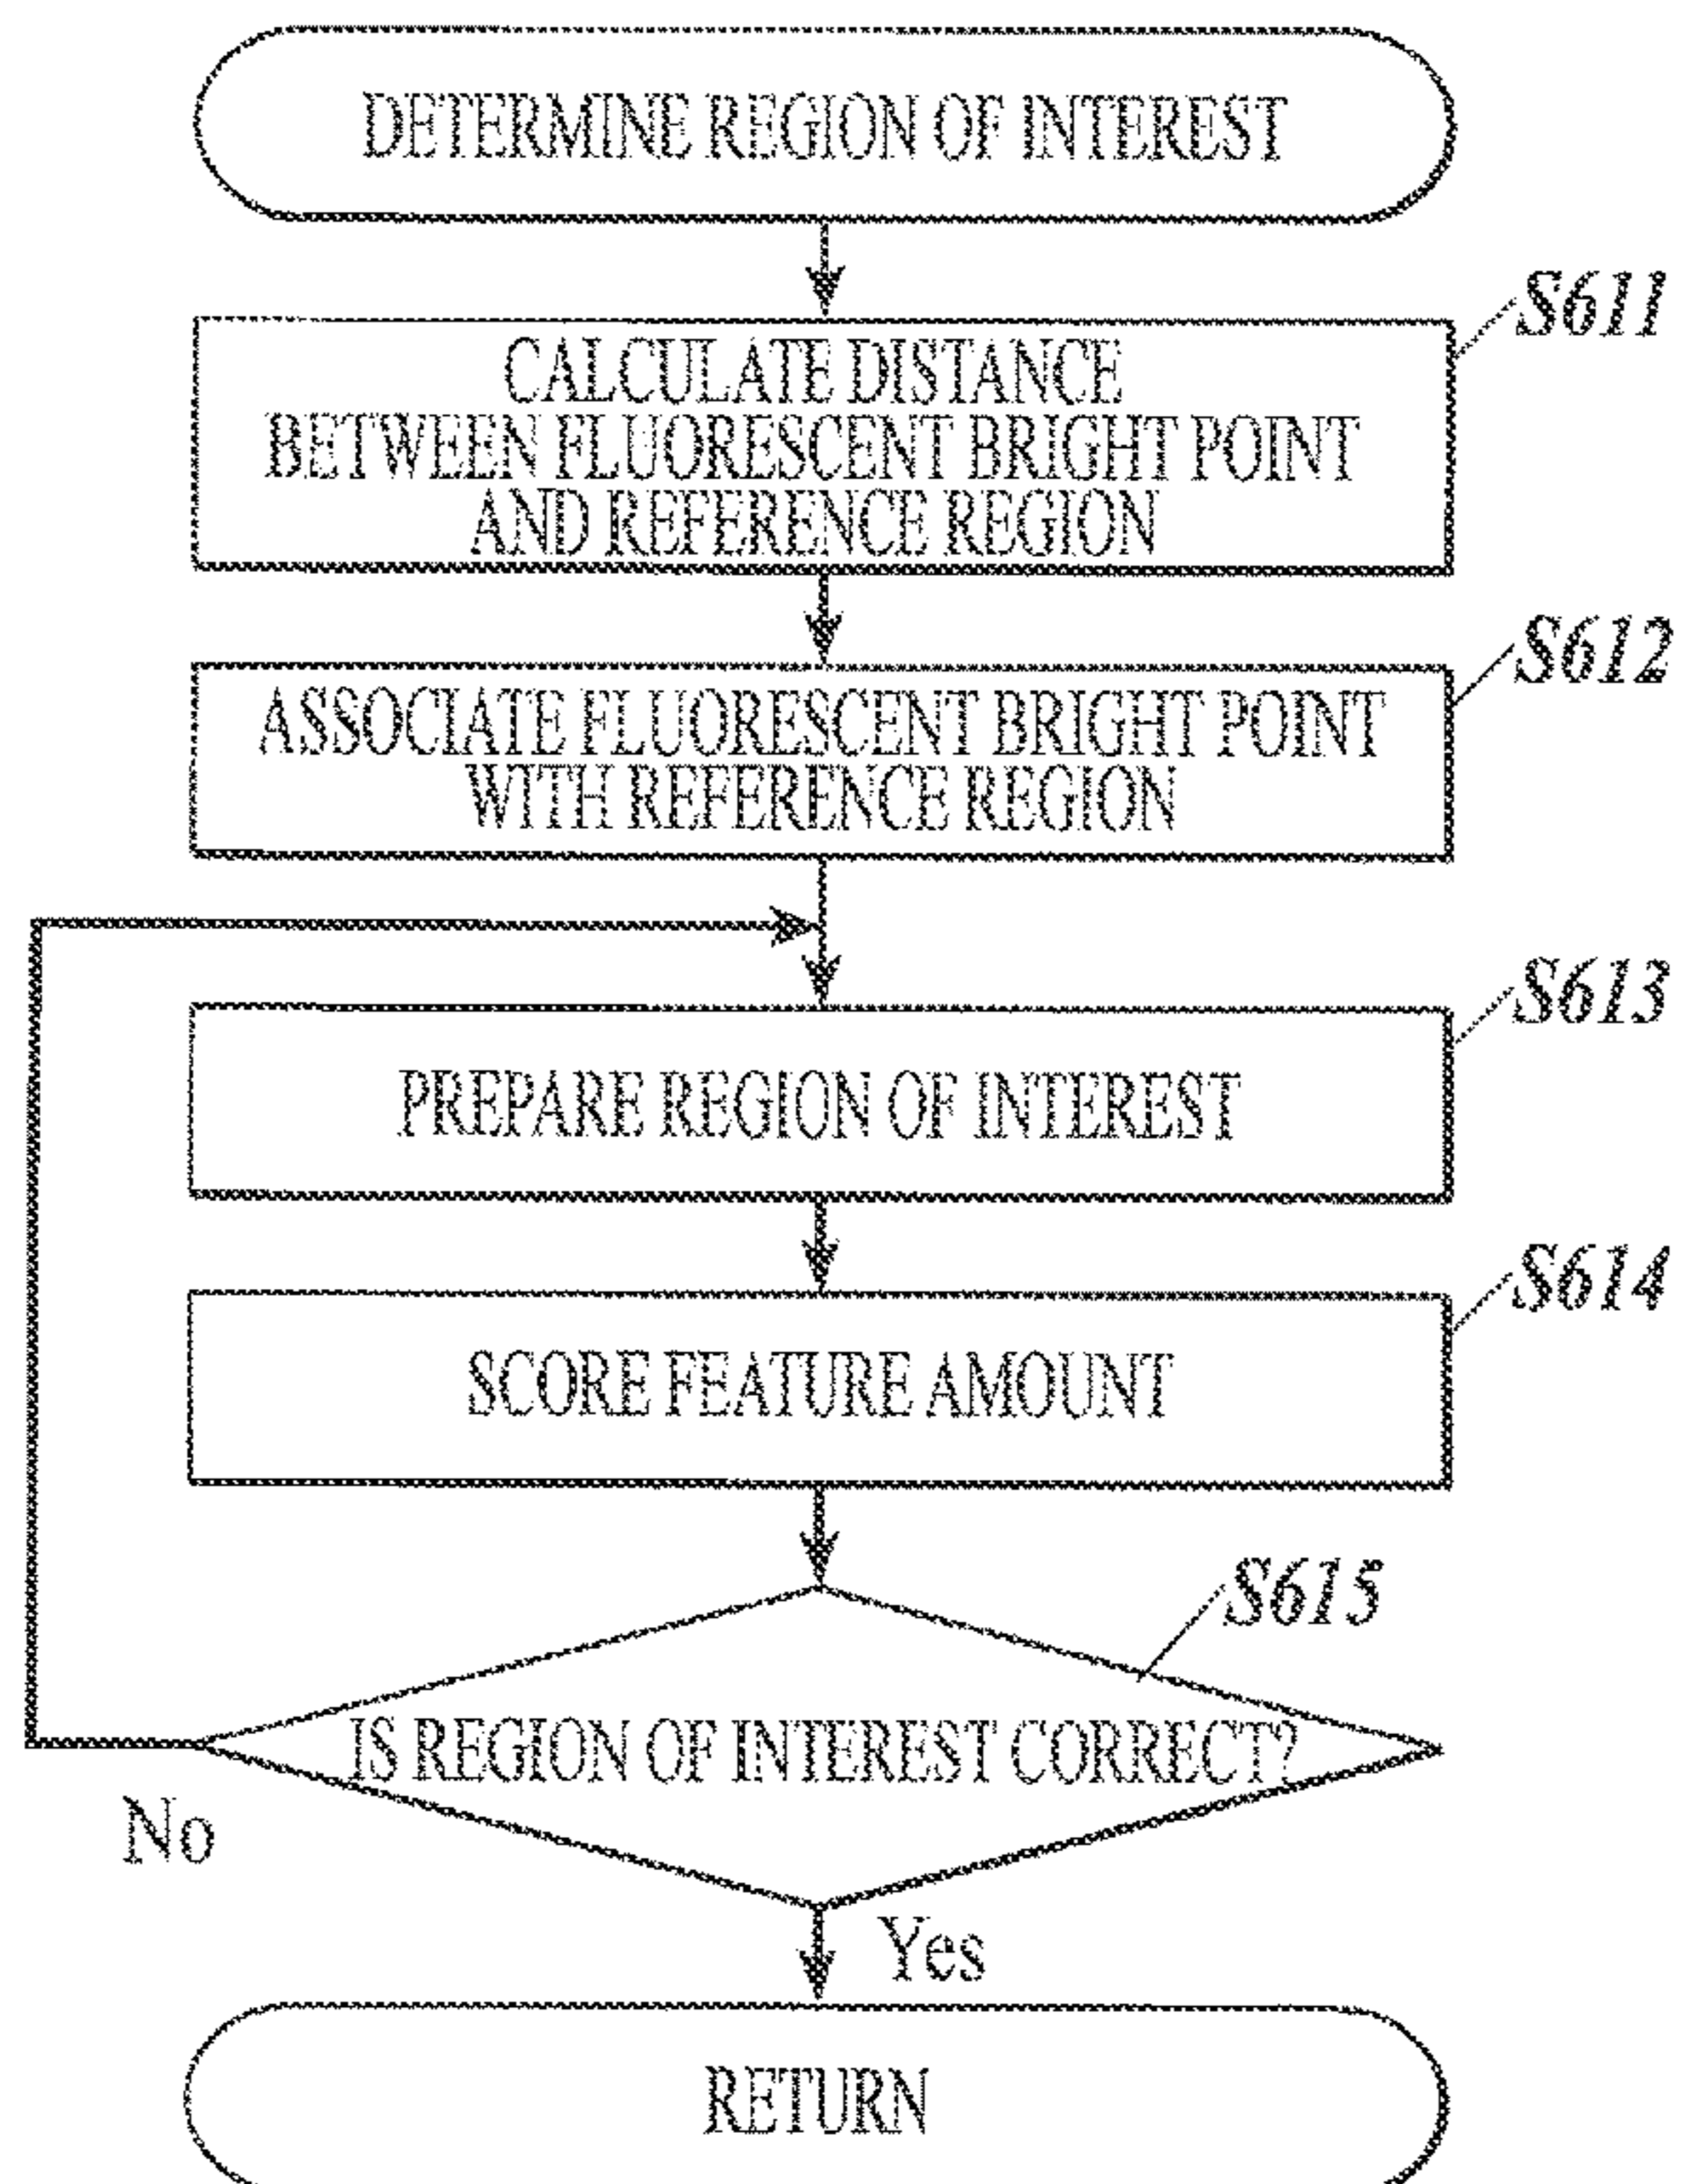 DETERMINE REGION OF INTEREST
S611
CALCULATE DISTANCE
BETWEEN FLUORESCENT BRIGHT POINT
AND REFERENCE REGION
S612
ASSOCIATE FLUORESCENT BRIGHT POINT
WITH REFERENCE REGION
S613
PREPARE REGION OF INTEREST
S614
SCORE FEATURE AMOUNT
S615
IS REGION OF INTEREST CORRECT?
No
Yes
RETURN